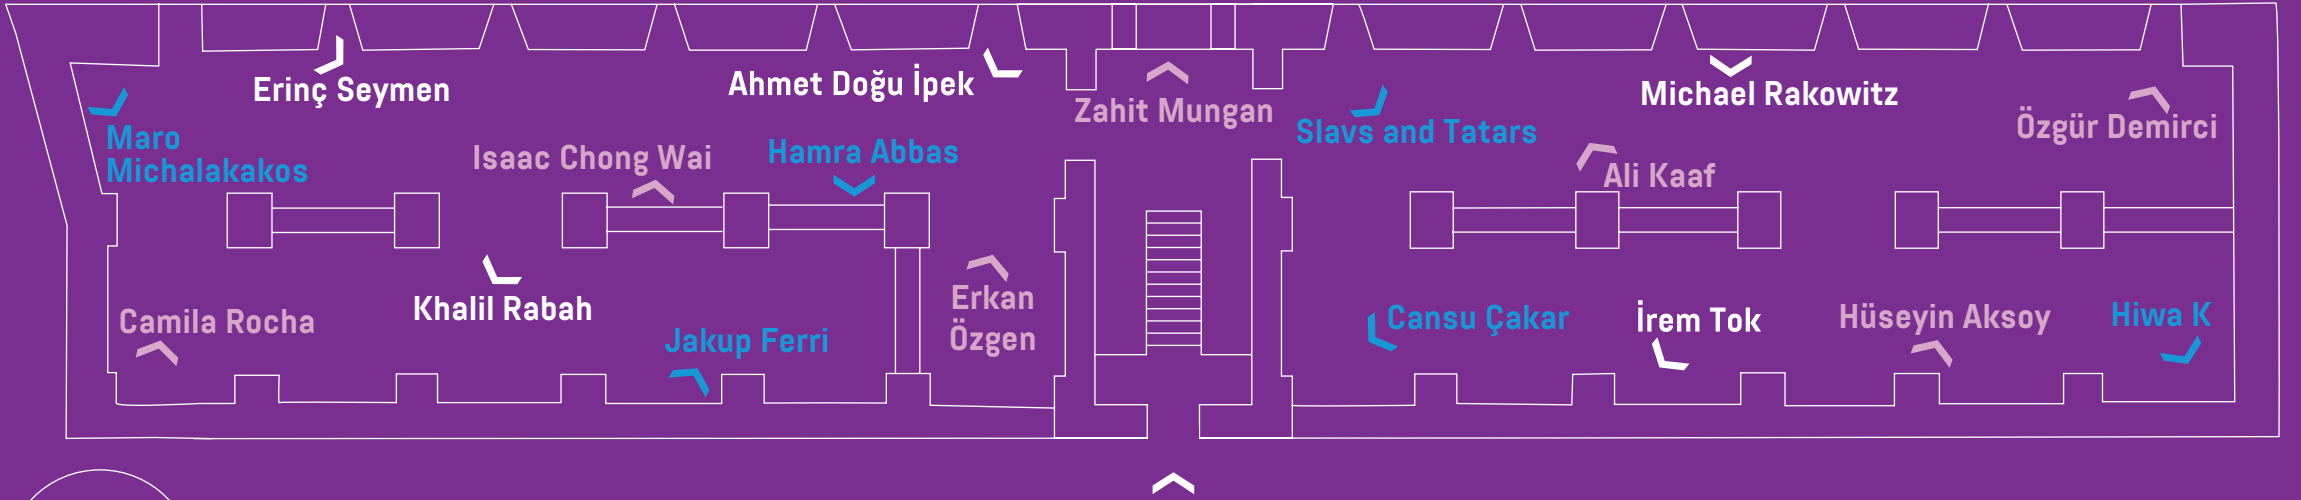 Erinç Seymen
Ahmet Doğu İpek
Zahit Mungan
Slavs and Tatars
Michael Rakowitz
Özgür Demirci
Maro
Michalakakos
Isaac Chong Wai
Hamra Abbas
Ali Kaaf
Camila Rocha
Khalil Rabah
Jakup Ferri
Erkan
Özgen
Cansu Çakar
İrem Tok
Hüseyin Aksoy
Hiwa K